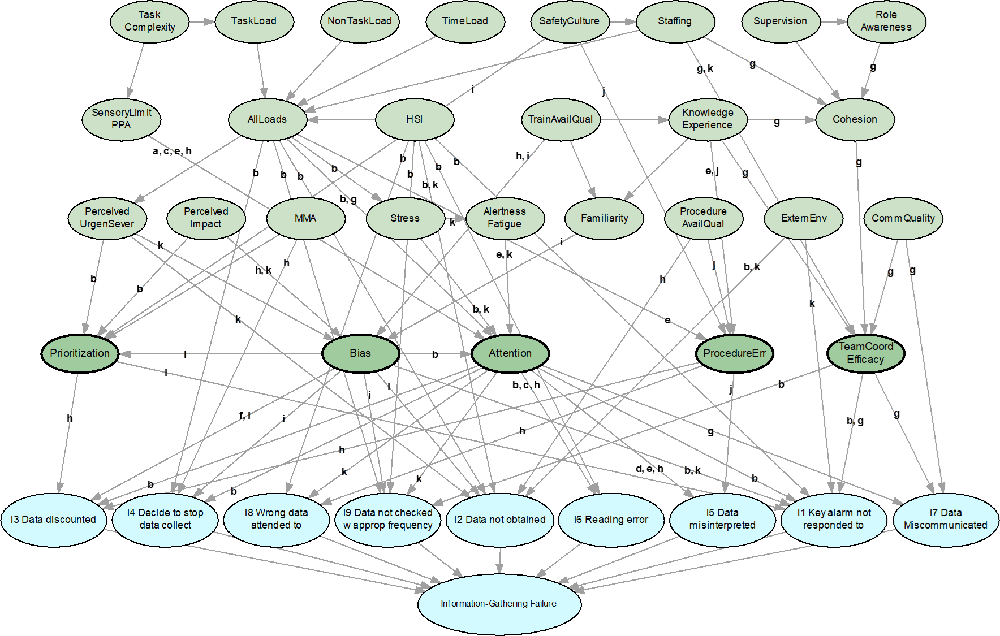 Task
Complexity
TaskLoad
NonTaskLoad
TimeLoad
SafetyCulture
Staffing
Supervision
Role
Awareness
g, k
g
g
i
j
SensoryLimit
PPA
AllLoads
HSI
TrainAvailQual
Knowledge
Experience
g
Cohesion
a, c, e, h
b
b
b
b
b
b
b
b
b, k
h, i
e, j
g
g
b, g
Perceived
UrgenSever
Perceived
Impact
MMA
Stress
k
Alertness
Fatigue
Familiarity
Procedure
AvailQual
ExternEnv
CommQuality
k
h, k
h
b
b
k
b, k
e, k
i
e
h
j
b, k
k
g
g
Prioritization
i
Bias
b
Attention
ProcedureErr
TeamCoord
Efficacy
i
i
i
b, c, h
j
b
h
f, i
i
h
h
k
k
b
b
g
d, e, h
b, k
b
b, g
g
I3 Data discounted
I4 Decide to stop
data collect
I8 Wrong data
attended to
I9 Data not checked
w approp frequency
I2 Data not obtained
I6 Reading error
I5 Data
misinterpreted
I1 Key alarm not
responded to
I7 Data
Miscommunicated
Information-Gathering Failure